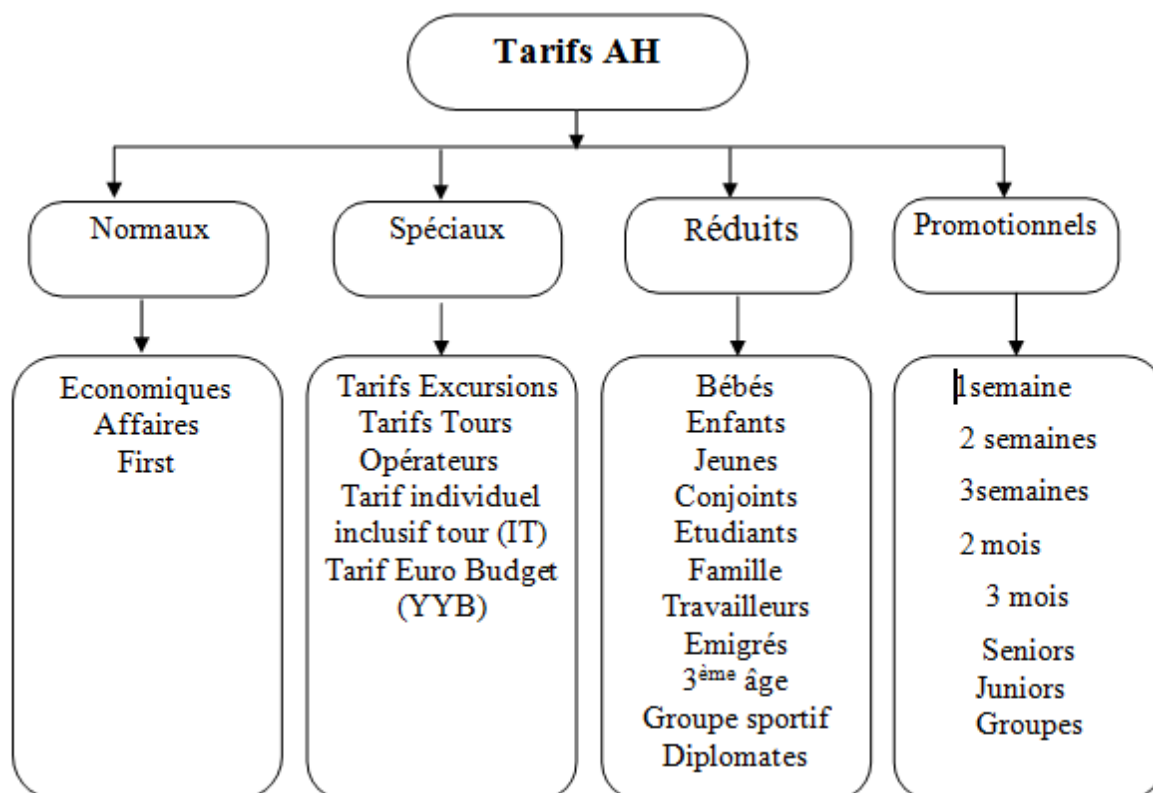 Tarifs AH
Normaux
Spéciaux
Réduits
Promotionnels
Economiques
Affaires
First
Tarifs Excursions
Tarifs Tours
Opérateurs
Tarif individuel
inclusif tour (IT)
Tarif Euro Budget
(YYB)
Bébés
Enfants
Jeunes
Conjoints
Etudiants
Famille
Travailleurs
Emigrés
3ème âge
Groupe sportif
Diplomates
1semaine
2 semaines
3semaines
2 mois
3 mois
Seniors
Juniors
Groupes